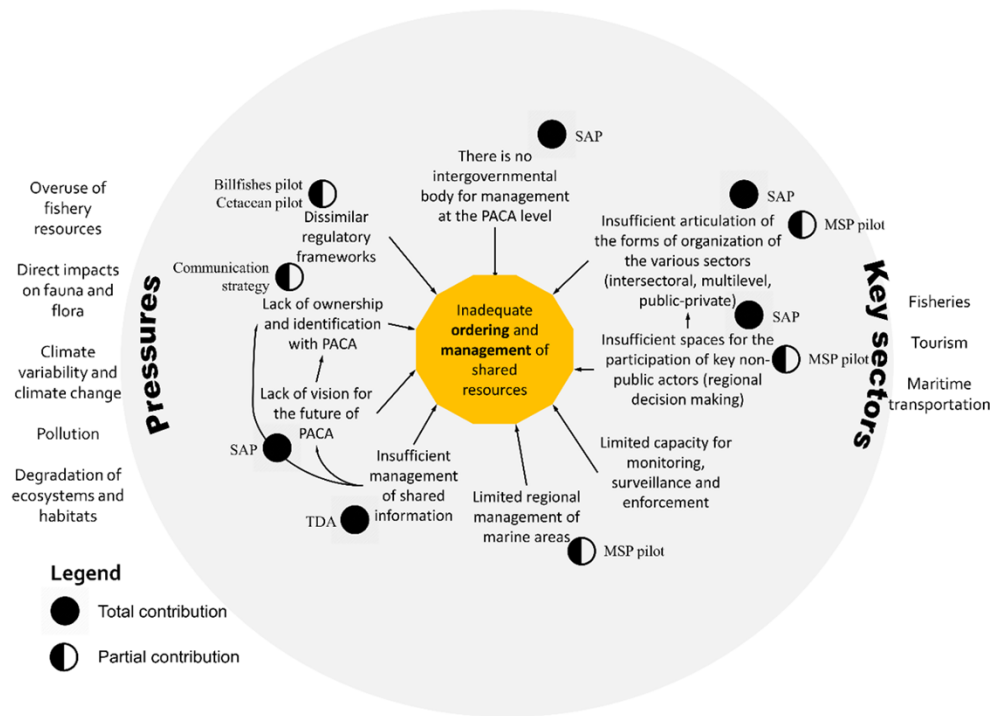 SAP
There is no
intergovernmental
body for management
at the PACA level
Billfishes pilot
Cetacean pilot
Dissimilar
regulatory
frameworks
Communication
strategy
Lack of ownership
and identification
with PACA
Lack of vision for
the future of
PACA
SAP
TDA
Insufficient
management
of shared
information
Inadequate
ordering and
management of
shared
resources
SAP
MSP pilot
Insufficient articulation of
the forms of organization of
the various sectors
(intersectoral, multilevel,
public-private)
SAP
MSP pilot
Insufficient spaces for the
participation of key non-
public actors (regional
decision making)
Limited capacity for
monitoring,
surveillance and
enforcement
Limited regional
management of
marine areas
MSP pilot
Pressures
Overuse of
fishery
resources
Direct impacts
on fauna and
flora
Climate
variability and
climate change
Pollution
Degradation of
ecosystems and
habitats
Key sectors
Fisheries
Tourism
Maritime
transportation
Legend
Total contribution
Partial contribution